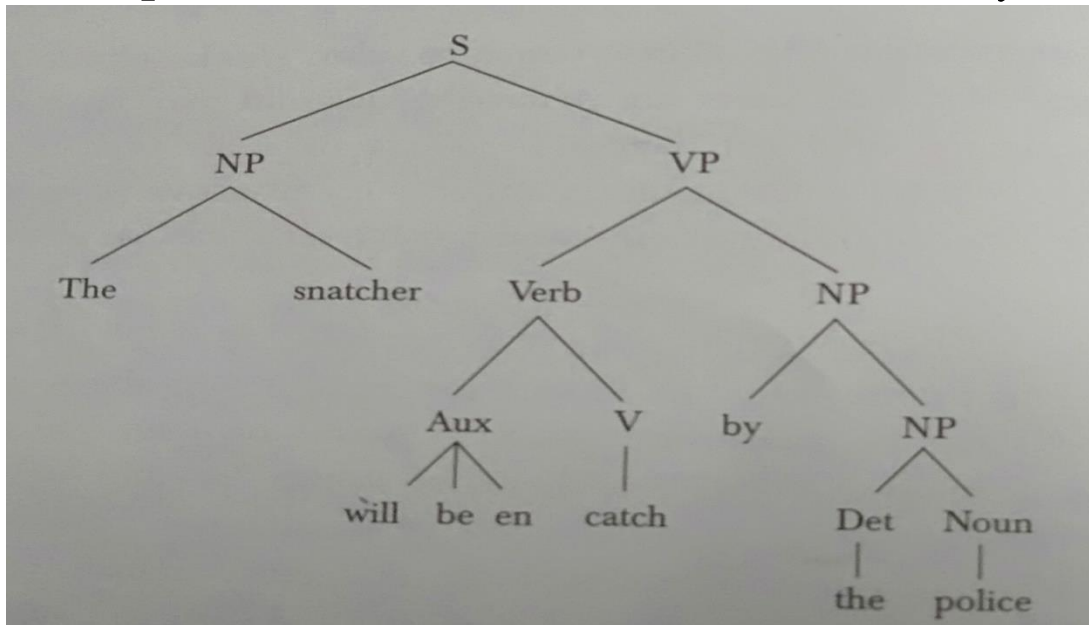 S
NP VP
The snatcher Verb NP
Aux V by NP
will be en catch Det Noun
the police